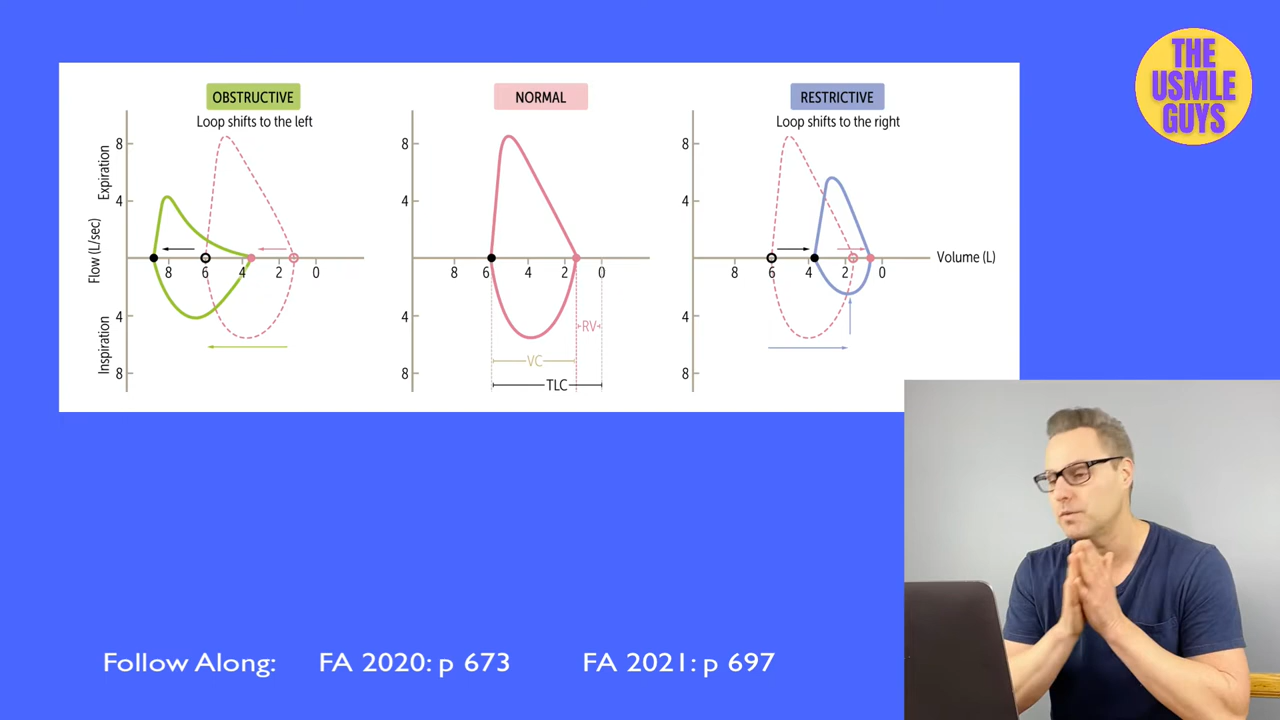 THE
USMLE
GUYS
OBSTRUCTIVE
Loop shifts to the left
8
4
4
8
Expiration
Flow (L/sec)
Inspiration
8
6
4
2
0
NORMAL
8
4
4
8
8
6
4
2
0
RV
VC
TLC
RESTRICTIVE
Loop shifts to the right
8
4
4
8
8
6
4
2
0
Volume (L)
Follow Along: FA 2020: p 673 FA 2021: p 697